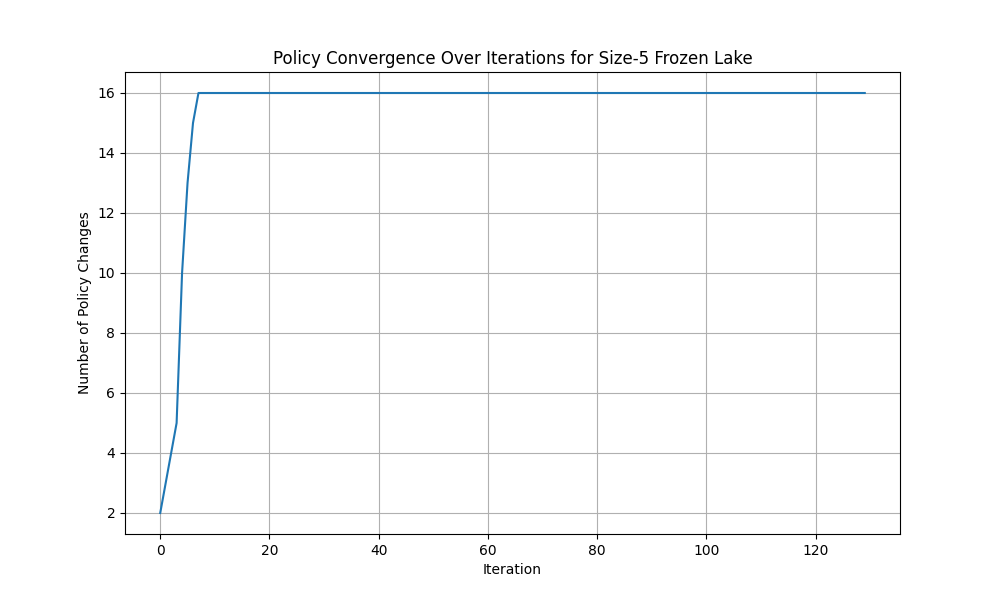 Policy Convergence Over Iterations for Size-5 Frozen Lake
Number of Policy Changes
16
14
12
10
8
6
4
2
0 20 40 60 80 100 120
Iteration